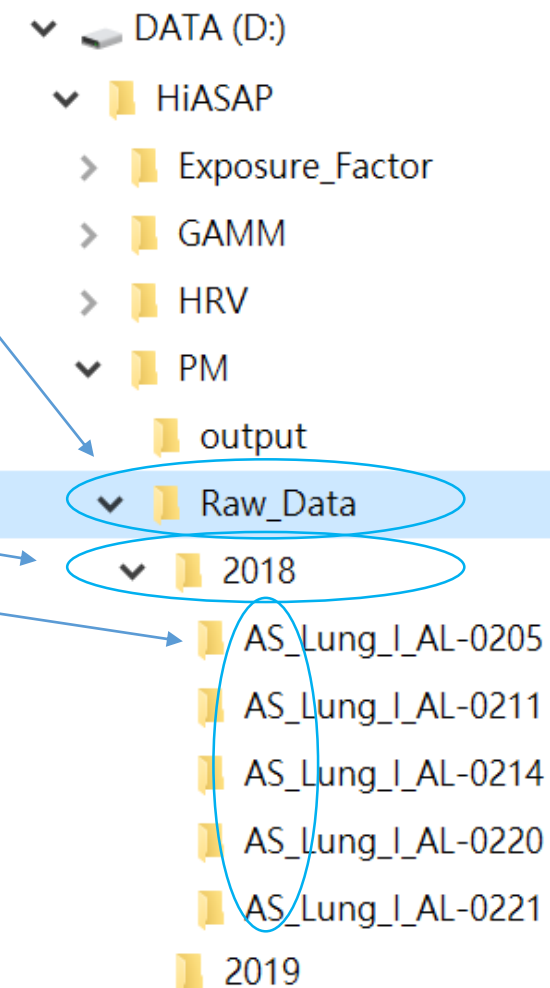 DATA (D:)
HiASAP
Exposure_Factor
GAMM
HRV
PM
output
Raw_Data
2018
AS_Lung_I_AL-0205
AS_Lung_I_AL-0211
AS_Lung_I_AL-0214
AS_Lung_I_AL-0220
AS_Lung_I_AL-0221
2019